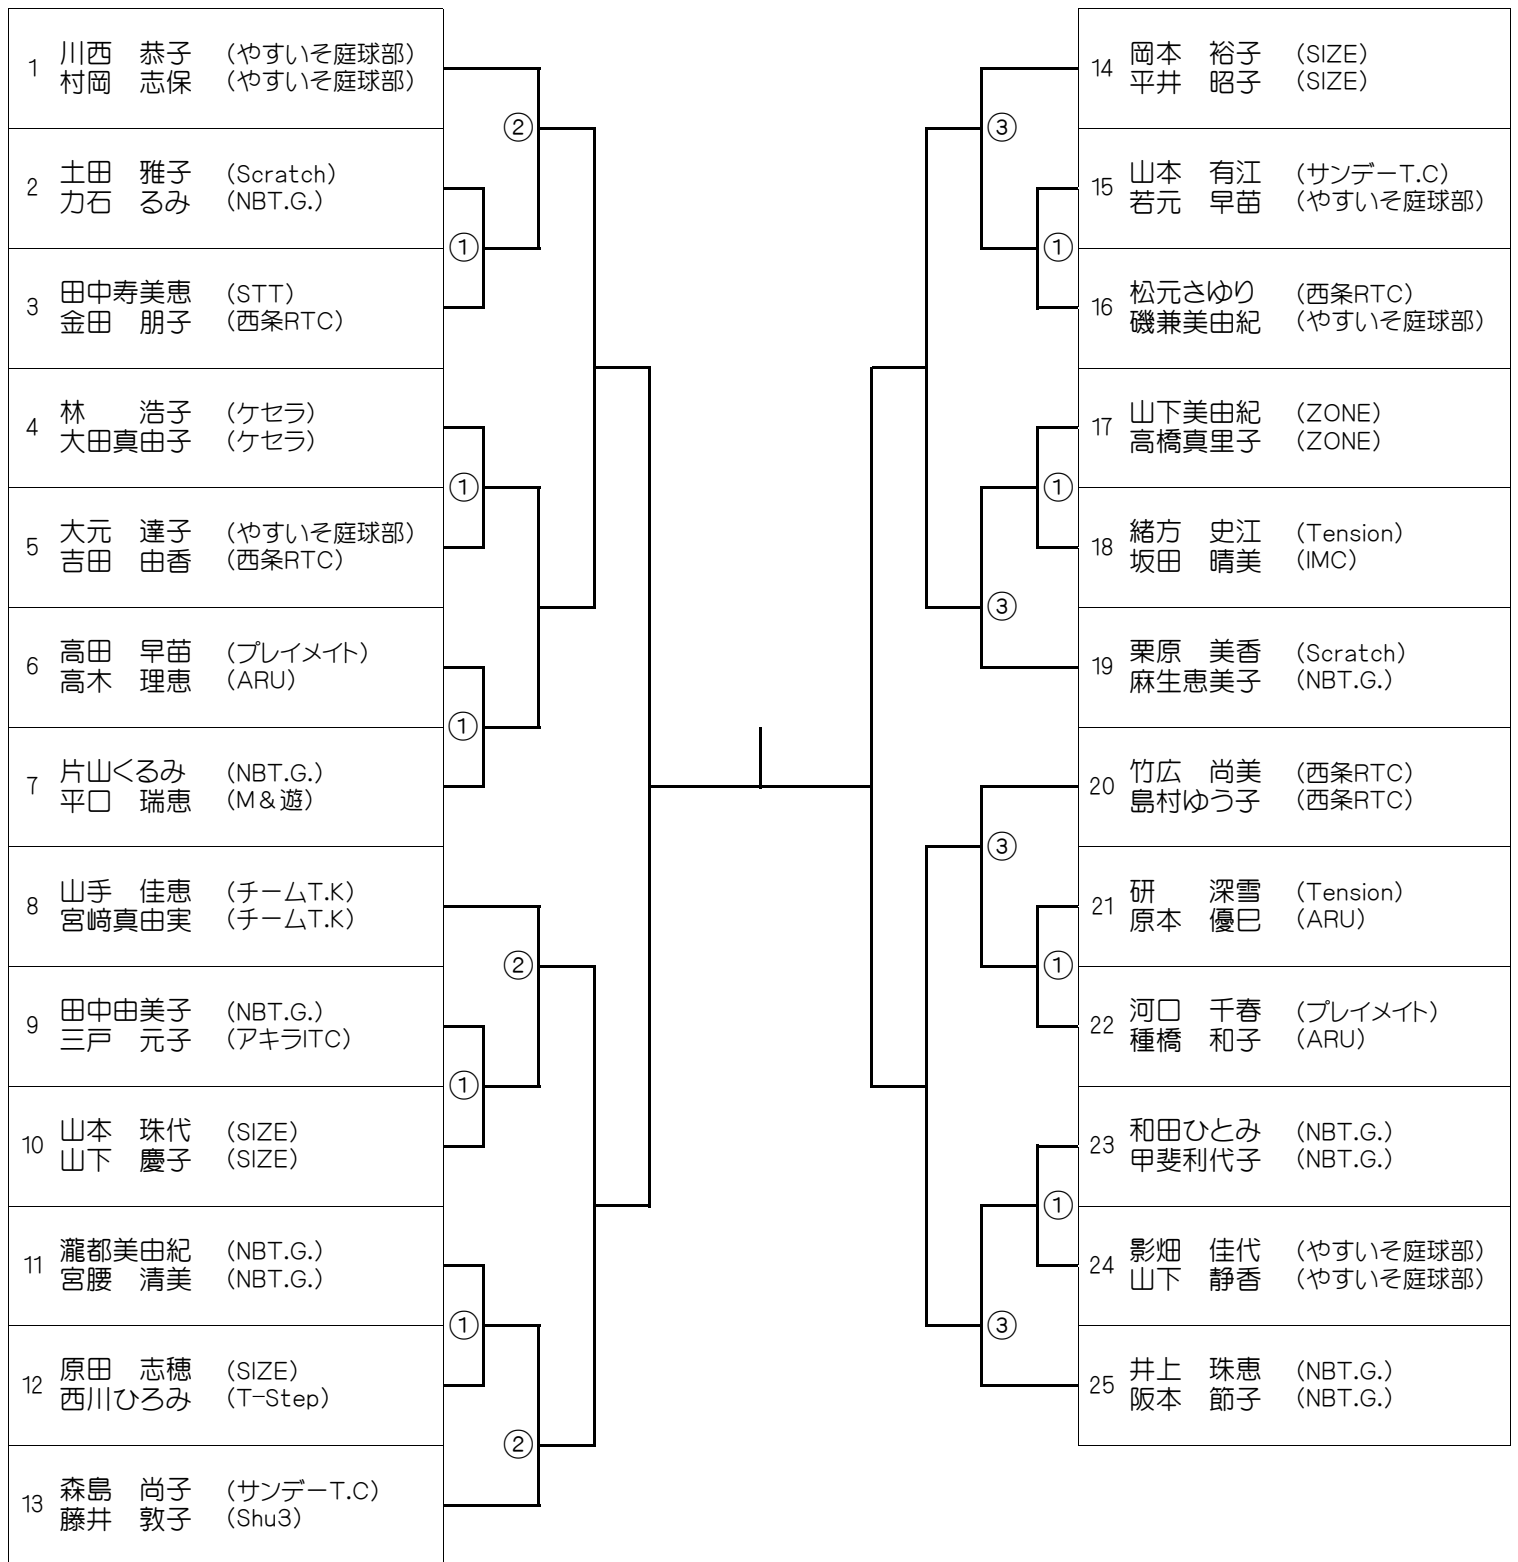 1 川西　恭子 (やすいそ庭球部)
村岡　志保 (やすいそ庭球部)
②
2 土田　雅子 (Scratch)
力石　るみ (NBT.G.)
①
3 田中寿美恵 (STT)
金田　朋子 (西条RTC)
4 林　　浩子 (ケセラ)
大田真由子 (ケセラ)
①
5 大元　達子 (やすいそ庭球部)
吉田　由香 (西条RTC)
6 高田　早苗 (プレイメイト)
高木　理恵 (ARU)
①
7 片山くるみ (NBT.G.)
平口　瑞恵 (M＆遊)
8 山手　佳恵 (チームT.K)
宮﨑真由実 (チームT.K)
②
9 田中由美子 (NBT.G.)
三戸　元子 (アキラITC)
①
10 山本　珠代 (SIZE)
山下　慶子 (SIZE)
11 瀧都美由紀 (NBT.G.)
宮腰　清美 (NBT.G.)
①
12 原田　志穂 (SIZE)
西川ひろみ (T-Step)
②
13 森島　尚子 (サンデーT.C)
藤井　敦子 (Shu3)
14 岡本　裕子 (SIZE)
平井　昭子 (SIZE)
③
15 山本　有江 (サンデーT.C)
若元　早苗 (やすいそ庭球部)
①
16 松元さゆり (西条RTC)
磯兼美由紀 (やすいそ庭球部)
17 山下美由紀 (ZONE)
高橋真里子 (ZONE)
①
18 緒方　史江 (Tension)
坂田　晴美 (IMC)
③
19 栗原　美香 (Scratch)
麻生恵美子 (NBT.G.)
20 竹広　尚美 (西条RTC)
島村ゆう子 (西条RTC)
③
21 研　　深雪 (Tension)
原本　優巳 (ARU)
①
22 河口　千春 (プレイメイト)
種橋　和子 (ARU)
23 和田ひとみ (NBT.G.)
甲斐利代子 (NBT.G.)
①
24 影畑　佳代 (やすいそ庭球部)
山下　静香 (やすいそ庭球部)
③
25 井上　珠恵 (NBT.G.)
阪本　節子 (NBT.G.)